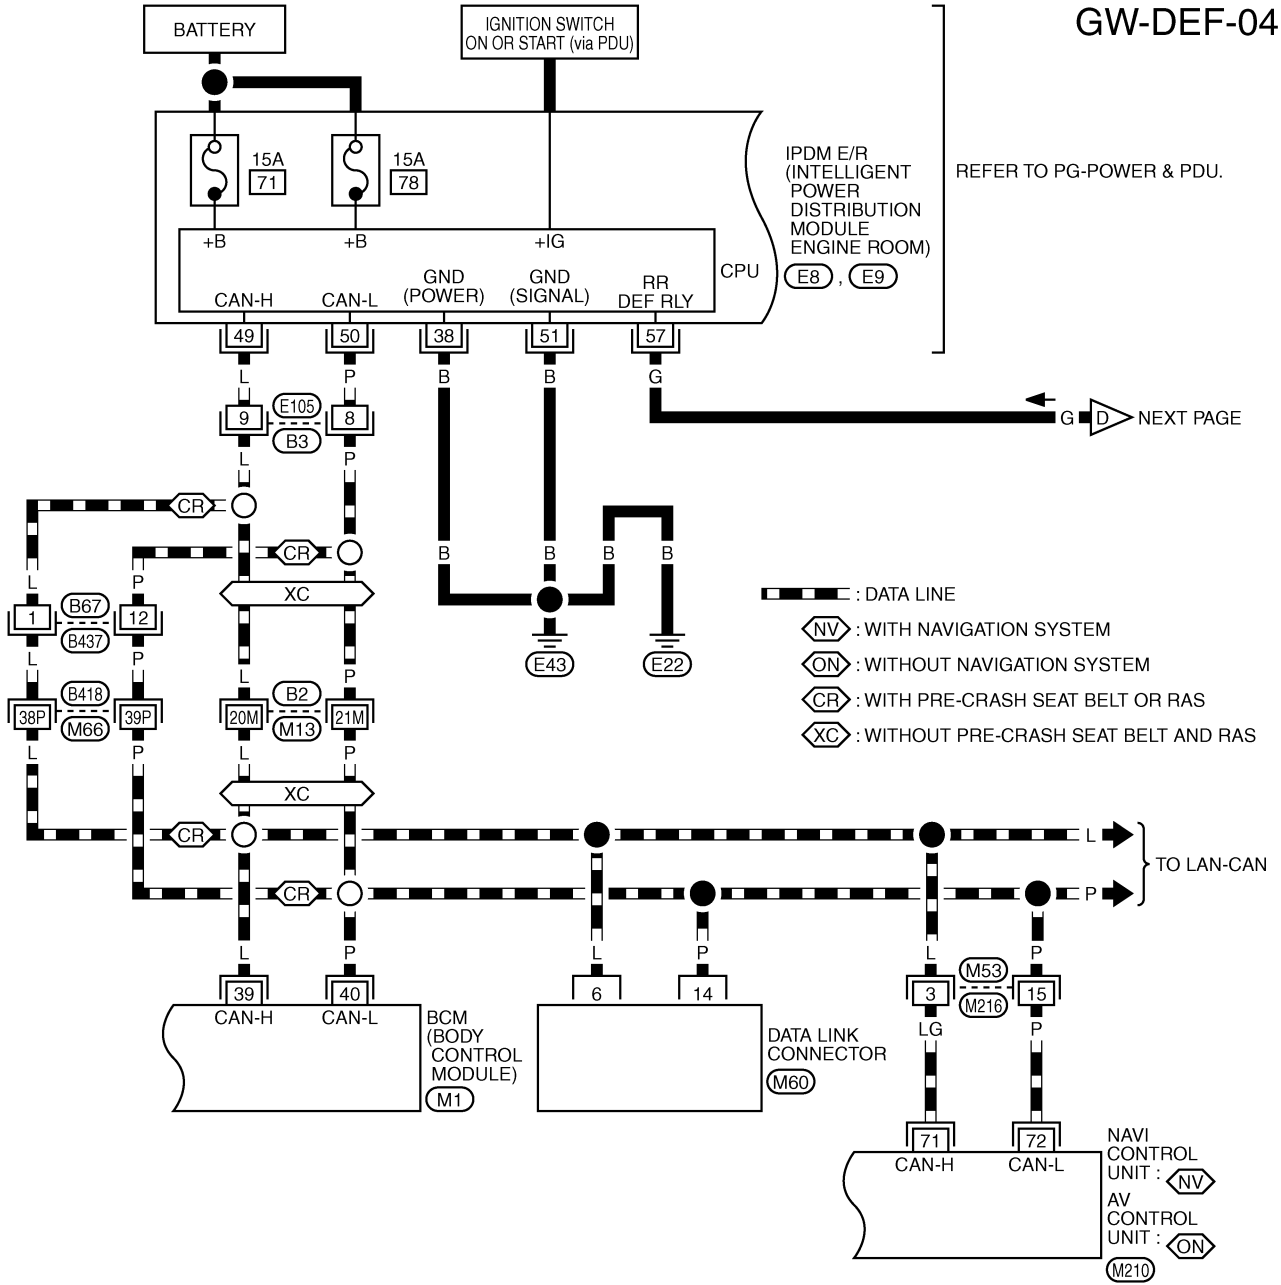 GW-DEF-04
BATTERY
IGNITION SWITCH
ON OR START (via PDU)
REFER TO PG-POWER & PDU.
15A
71
15A
78
IPDM E/R
(INTELLIGENT
POWER
DISTRIBUTION
MODULE
ENGINE ROOM)
E8 , E9
+B
+B
+IG
CPU
CAN-H
CAN-L
GND
(POWER)
GND
(SIGNAL)
RR
DEF RLY
49
50
38
51
57
L
P
B
B
G
9
E105
B3
8
G
D
NEXT PAGE
L
P
CR
CR
B
B
B
B
XC
L
P
1
B67
B437
12
E43
E22
: DATA LINE
NV : WITH NAVIGATION SYSTEM
ON : WITHOUT NAVIGATION SYSTEM
CR : WITH PRE-CRASH SEAT BELT OR RAS
XC : WITHOUT PRE-CRASH SEAT BELT AND RAS
L
P
L
P
38P
B418
M66
39P
20M
B2
M13
21M
L
P
L
P
XC
CR
L
CR
P
TO LAN-CAN
L
P
L
P
L
P
39
40
6
14
3
M53
M216
15
CAN-H
CAN-L
BCM
(BODY
CONTROL
MODULE)
M1
DATA LINK
CONNECTOR
M60
LG
P
71
72
CAN-H
CAN-L
NAVI
CONTROL
UNIT : NV
AV
CONTROL
UNIT : ON
M210